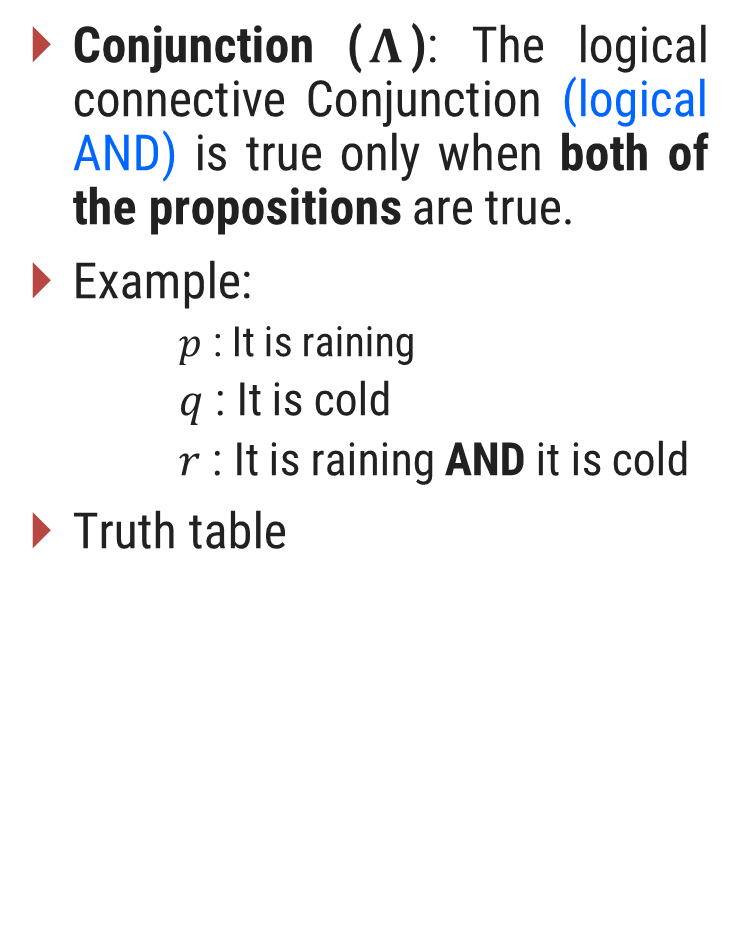 Conjunction (Λ): The logical
connective Conjunction (logical
AND) is true only when both of
the propositions are true.
Example:
p : It is raining
q : It is cold
r : It is raining AND it is cold
Truth table